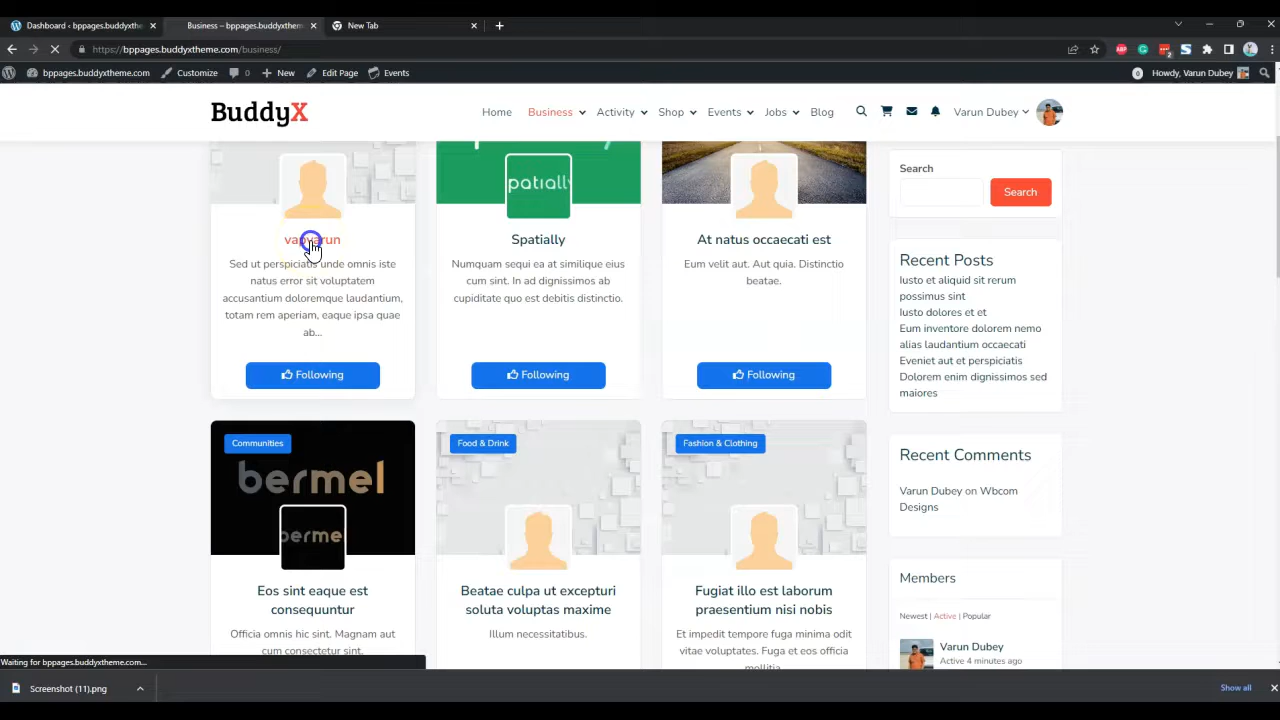 Dashboard ‹ bppages.buddyxthe
Business – bppages.buddyxthem
New Tab
https://bppages.buddyxtheme.com/business/
2
bppages.buddyxtheme.com
Customize
0
New
Edit Page
Events
0
Howdy, Varun Dubey
BuddyX
Home
Business
Activity
Shop
Events
Jobs
Blog
Varun Dubey
patially
Search
Search
Spatially
At natus occaecati est
Sed ut perspiciatis unde omnis iste
natus error sit voluptatem
accusantium doloremque laudantium,
totam rem aperiam, eaque ipsa quae
ab...
Numquam sequi ea at similique eius
cum sint. In ad dignissimos ab
cupiditate quo est debitis distinctio.
Eum velit aut. Aut quia. Distinctio
beatae.
Following
Following
Following
Recent Posts
Iusto et aliquid sit rerum
possimus sint
Iusto dolores et et
Eum inventore dolorem nemo
alias laudantium occaecati
Eveniet aut et perspiciatis
Dolorem enim dignissimos sed
maiores
Communities
bermel
berme
Food & Drink
Fashion & Clothing
Recent Comments
Varun Dubey on Wbcom
Designs
Eos sint eaque est
consequuntur
Officia omnis hic sint. Magnam aut
cum consectetur sint.
Beatae culpa ut excepturi
soluta voluptas maxime
Illum necessitatibus.
Fugiat illo est laborum
praesentium nisi nobis
Et impedit tempore fuga minima odit
vitae voluptates. Fuga et eos officia
mollitia
Members
Newest | Active | Popular
Varun Dubey
Active 4 minutes ago
Waiting for bppages.buddyxtheme.com...
Screenshot (11).png
Show all